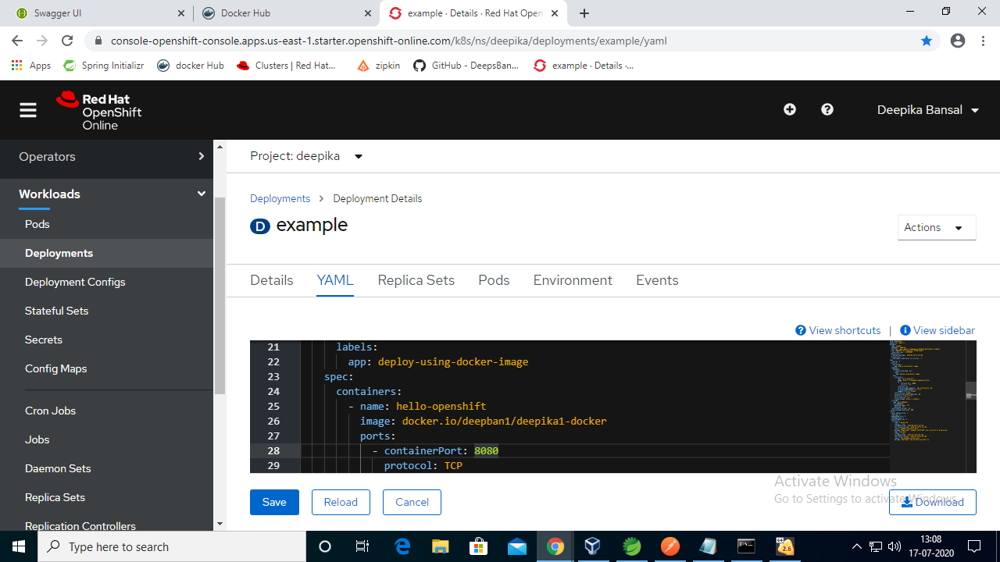 Swagger UI
Docker Hub
example · Details · Red Hat Open
console-openshift-console.apps.us-east-1.starter.openshift-online.com/k8s/ns/deepika/deployments/example/yaml
Apps
Spring Initializr
docker Hub
Clusters | Red Hat...
zipkin
GitHub - DeepsBan...
example · Details ·...
Red Hat
OpenShift
Online
Deepika Bansal
Operators
Workloads
Pods
Deployments
Deployment Configs
Stateful Sets
Secrets
Config Maps
Cron Jobs
Jobs
Daemon Sets
Replica Sets
Replication Controllers
Project: deepika
Deployments > Deployment Details
D example
Actions
Details YAML Replica Sets Pods Environment Events
View shortcuts | View sidebar
21 labels:
22 app: deploy-using-docker-image
23 spec:
24 containers:
25 - name: hello-openshift
26 image: docker.io/deepban1/deepika1-docker
27 ports:
28 - containerPort: 8080
29 protocol: TCP
Activate Windows
Go to Settings to activate Windows.
Save Reload Cancel Download
Type here to search
64
2.6
13:08
17-07-2020